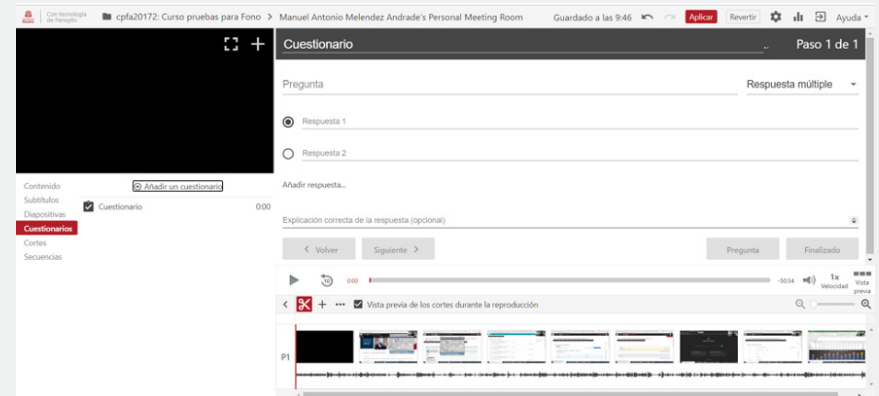 Con tecnología
de Panopto
cpfa20172: Curso pruebas para Fono > Manuel Antonio Melendez Andrade's Personal Meeting Room
Guardado a las 9:46
Aplicar
Revertir
Ayuda
Cuestionario
Paso 1 de 1
Pregunta
Respuesta múltiple
Respuesta 1
Respuesta 2
Añadir respuesta...
Explicación correcta de la respuesta (opcional)
< Volver
Siguiente >
Pregunta
Finalizado
Contenido
Subtítulos
Diapositivas
Cuestionarios
Cortes
Secuencias
Añadir un cuestionario
Cuestionario
0:00
10
0:00
-50:34
1x
Velocidad
Vista
previa
Vista previa de los cortes durante la reproducción
P1